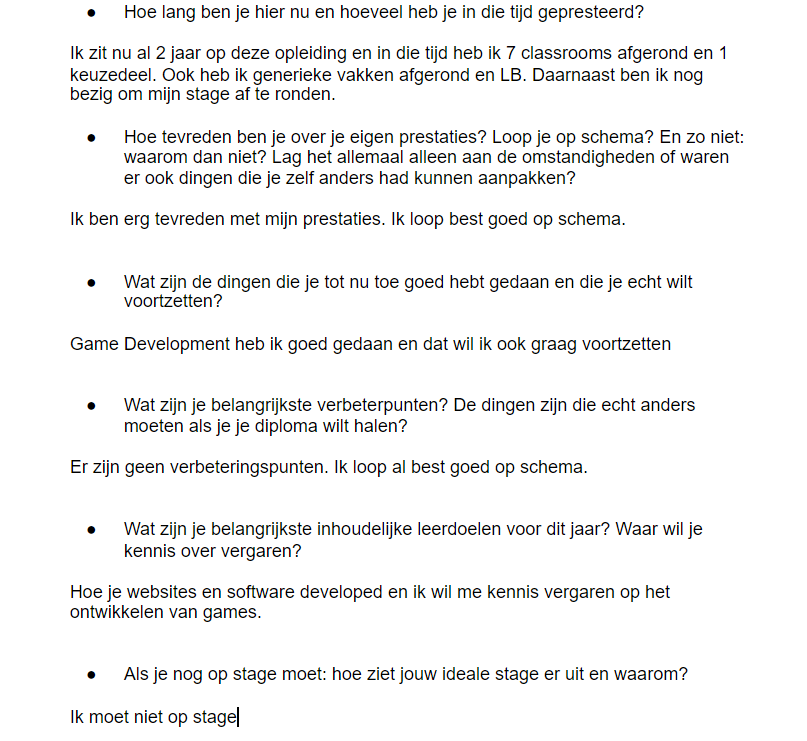 ● Hoe lang ben je hier nu en hoeveel heb je in die tijd gepresteerd?
Ik zit nu al 2 jaar op deze opleiding en in die tijd heb ik 7 classrooms afgerond en 1
keuzedeel. Ook heb ik generieke vakken afgerond en LB. Daarnaast ben ik nog
bezig om mijn stage af te ronden.
● Hoe tevreden ben je over je eigen prestaties? Loop je op schema? En zo niet:
waarom dan niet? Lag het allemaal alleen aan de omstandigheden of waren
er ook dingen die je zelf anders had kunnen aanpakken?
Ik ben erg tevreden met mijn prestaties. Ik loop best goed op schema.
● Wat zijn de dingen die je tot nu toe goed hebt gedaan en die je echt wilt
voortzetten?
Game Development heb ik goed gedaan en dat wil ik ook graag voortzetten
● Wat zijn je belangrijkste verbeterpunten? De dingen zijn die echt anders
moeten als je je diploma wilt halen?
Er zijn geen verbeteringspunten. Ik loop al best goed op schema.
● Wat zijn je belangrijkste inhoudelijke leerdoelen voor dit jaar? Waar wil je
kennis over vergaren?
Hoe je websites en software developed en ik wil me kennis vergaren op het
ontwikkelen van games.
● Als je nog op stage moet: hoe ziet jouw ideale stage er uit en waarom?
Ik moet niet op stage